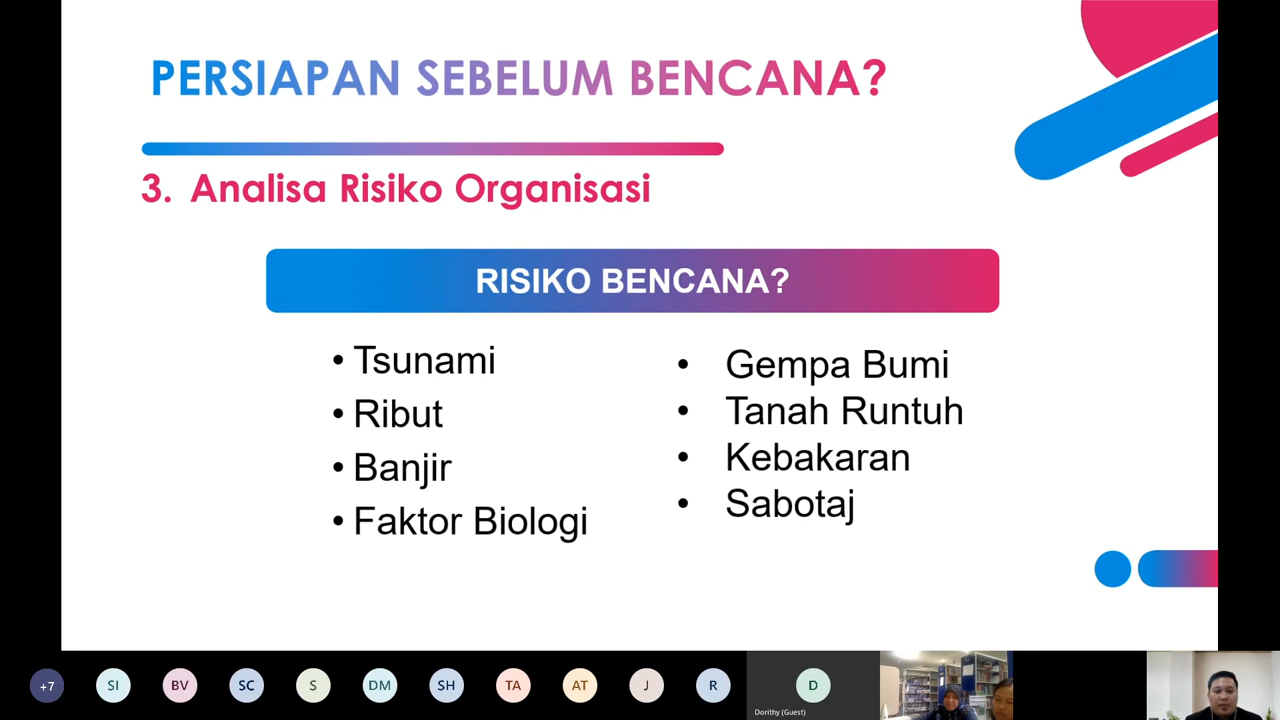 PERSIAPAN SEBELUM BENCANA?
3. Analisa Risiko Organisasi
RISIKO BENCANA?
• Tsunami
• Ribut
• Banjir
• Faktor Biologi
• Gempa Bumi
• Tanah Runtuh
• Kebakaran
• Sabotaj
+7
SI
BV
SC
S
DM
SH
TA
AT
J
R
D
Dorithy (Guest)